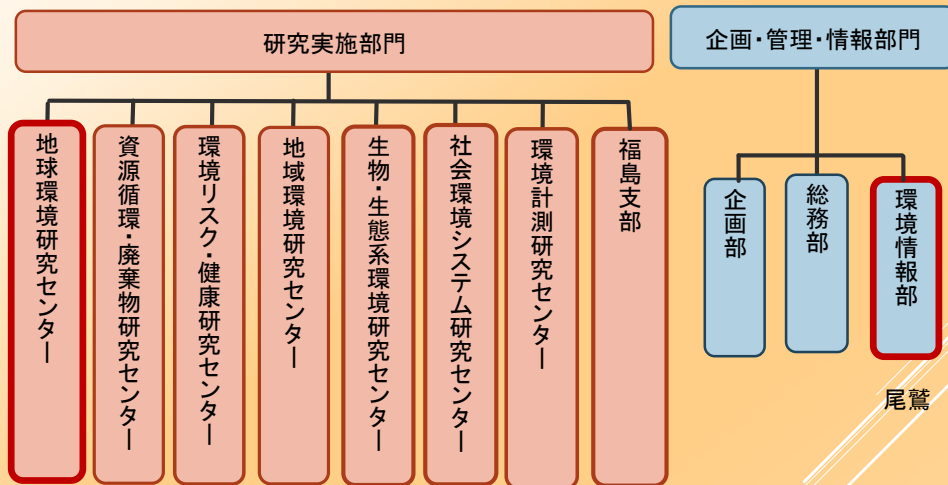 研究実施部門
企画・管理・情報部門
地球環境研究センター
資源循環・廃棄物研究センター
環境リスク・健康研究センター
地域環境研究センター
生物・生態系環境研究センター
社会環境システム研究センター
環境計測研究センター
福島支部
企画部
総務部
環境情報部
尾鷲